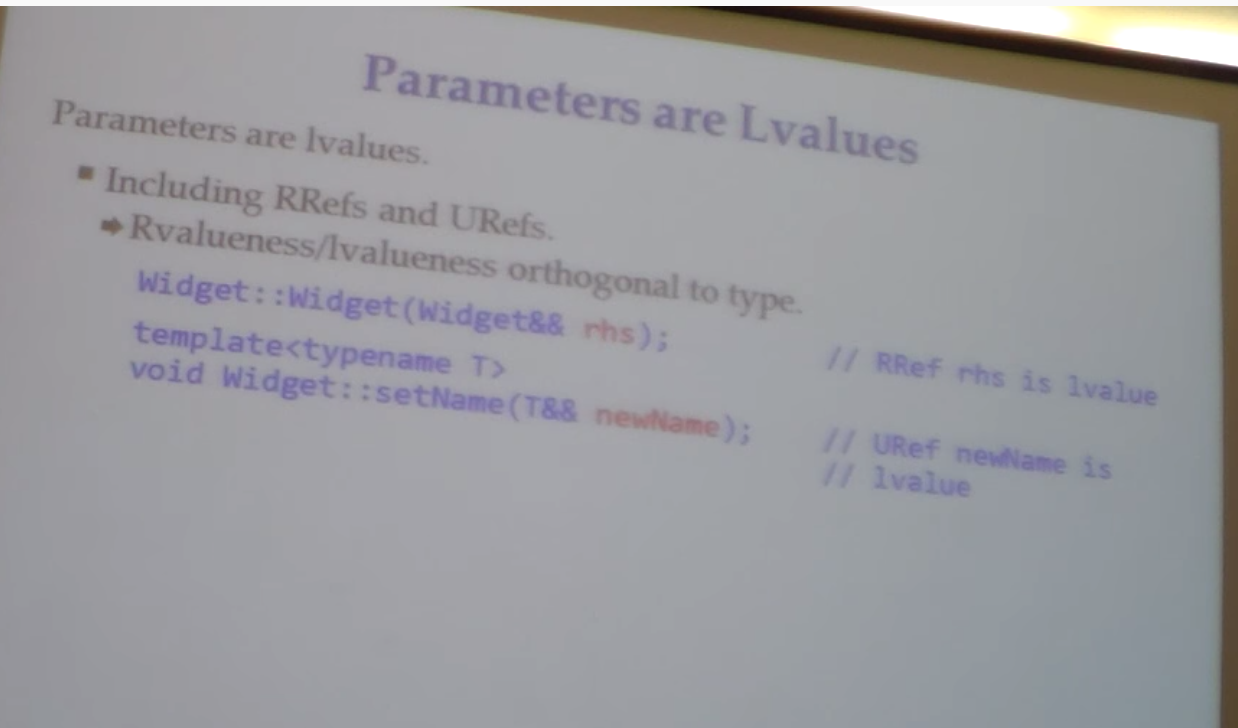 Parameters are Lvalues
Parameters are lvalues.
▪ Including RRefs and URefs.
➡ Rvalueness/lvalueness orthogonal to type.
Widget::Widget(Widget&& rhs); // RRef rhs is lvalue
template<typename T>
void Widget::setName(T&& newName); // URef newName is
// lvalue